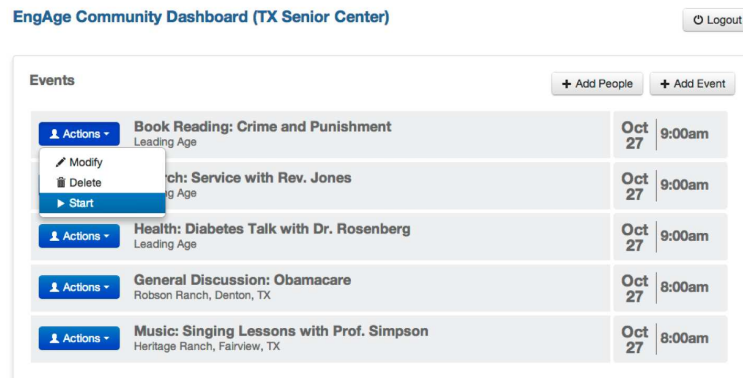 EngAge Community Dashboard (TX Senior Center)
Logout
Events
+ Add People
+ Add Event
Actions
Book Reading: Crime and Punishment
Leading Age
Oct 27
9:00am
Modify
Delete
Start
rch: Service with Rev. Jones
g Age
Oct 27
9:00am
Actions
Health: Diabetes Talk with Dr. Rosenberg
Leading Age
Oct 27
9:00am
Actions
General Discussion: Obamacare
Robson Ranch, Denton, TX
Oct 27
8:00am
Actions
Music: Singing Lessons with Prof. Simpson
Heritage Ranch, Fairview, TX
Oct 27
8:00am